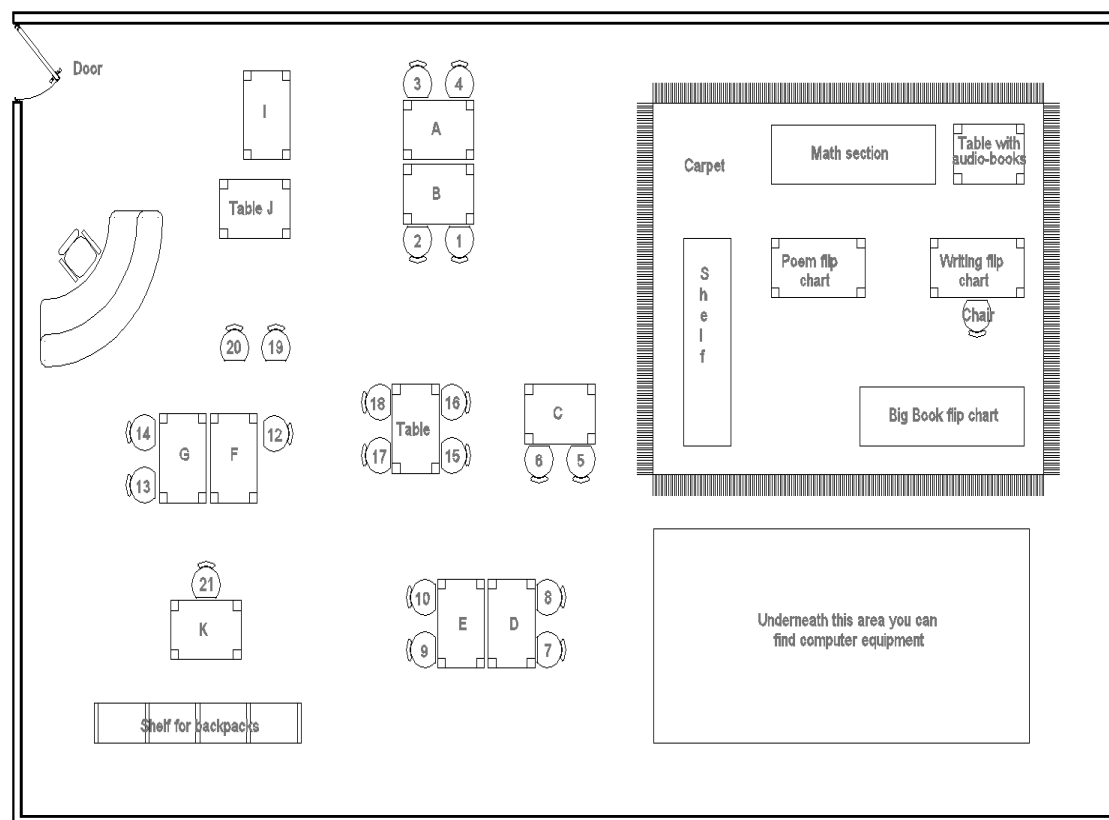 Door
3
4
I
A
Table J
B
2
1
Carpet
Math section
Table with
audio-books
Shelf
Poem flip
chart
Writing flip
chart
Chair
Big Book flip chart
20
19
18
16
Table
17
15
C
6
5
14
12
G
F
13
21
K
10
8
E
D
9
7
Underneath this area you can
find computer equipment
Shelf for backpacks